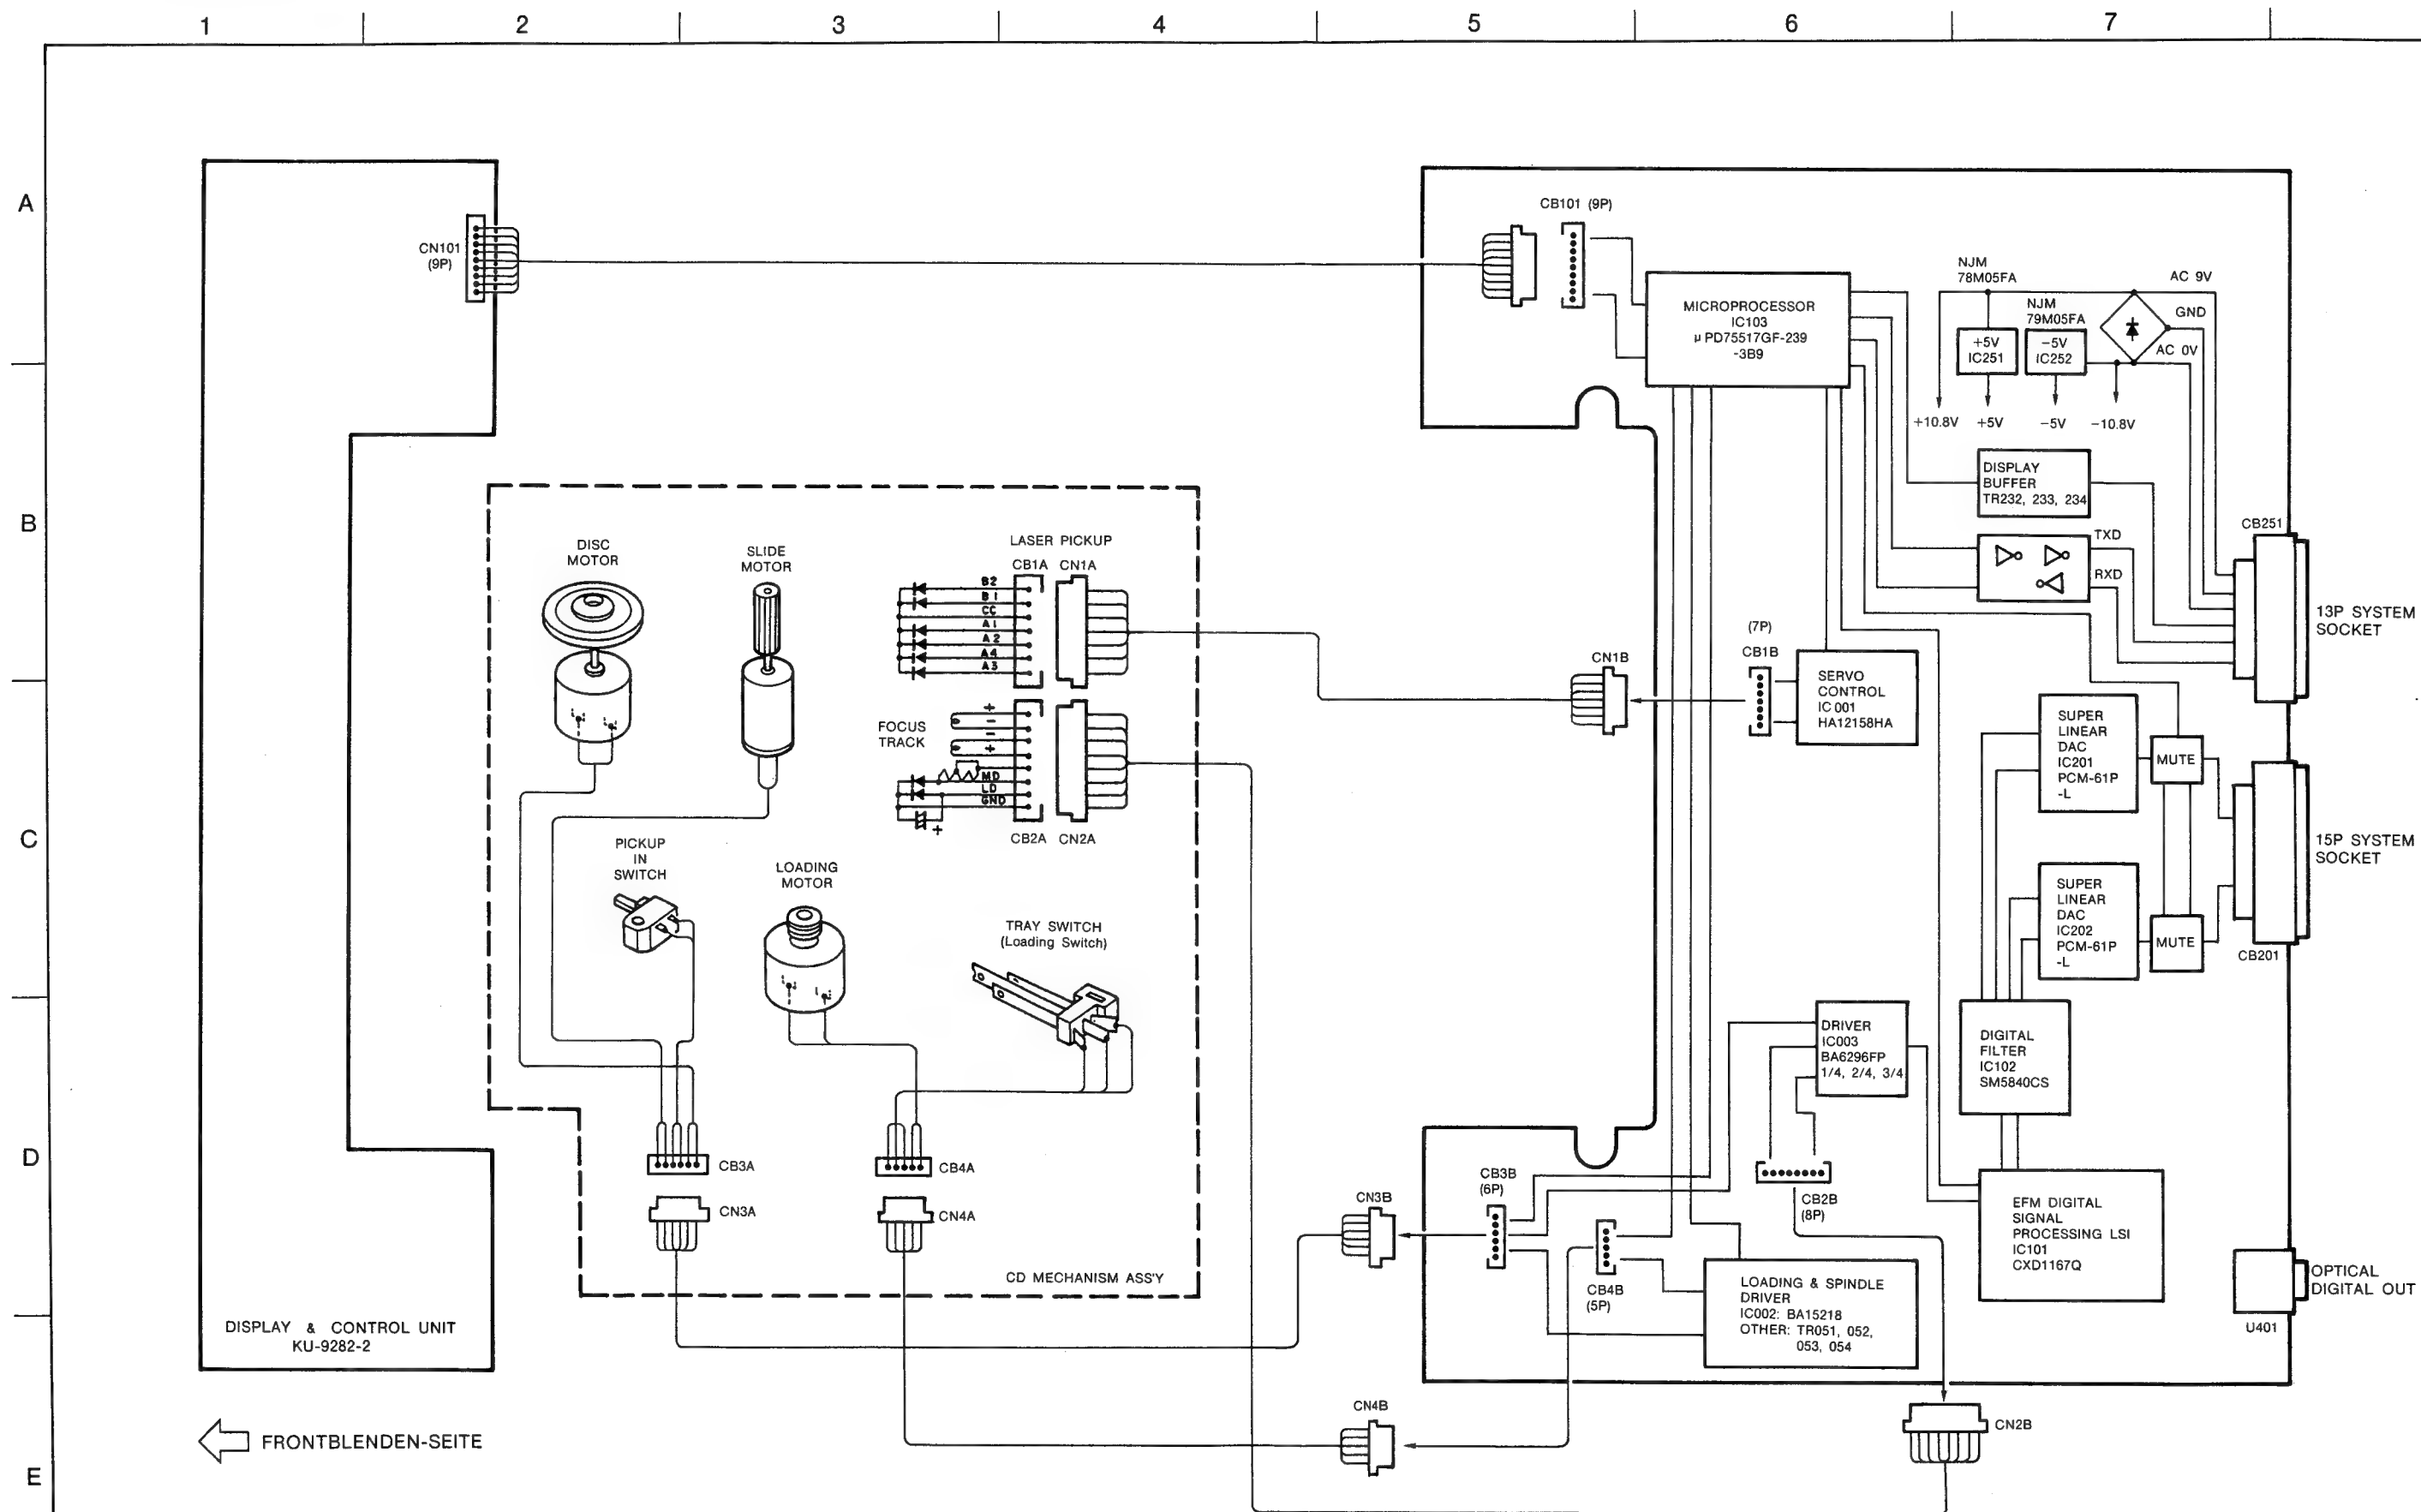 1 2 3 4 5 6 7
A
B
C
D
E
CN101
(9P)
CB101 (9P)
MICROPROCESSOR
IC103
μPD75517GF-239
-3B9
NJM
78M05FA
NJM
79M05FA
AC 9V
GND
AC 0V
+5V
IC251
−5V
IC252
+10.8V
+5V
−5V
−10.8V
DISPLAY
BUFFER
TR232, 233, 234
TXD
RXD
CB251
13P SYSTEM
SOCKET
DISC
MOTOR
SLIDE
MOTOR
LASER PICKUP
CB1A CN1A
B2
B1
CC
A1
A2
A4
A3
FOCUS
TRACK
+
−
−
+
MD
LD
GND
+
CB2A CN2A
CN1B
(7P)
CB1B
SERVO
CONTROL
IC001
HA12158HA
SUPER
LINEAR
DAC
IC201
PCM-61P
-L
MUTE
SUPER
LINEAR
DAC
IC202
PCM-61P
-L
MUTE
15P SYSTEM
SOCKET
CB201
PICKUP
IN
SWITCH
LOADING
MOTOR
TRAY SWITCH
(Loading Switch)
DRIVER
IC003
BA6296FP
1/4, 2/4, 3/4
DIGITAL
FILTER
IC102
SM5840CS
CB3A
CN3A
CB4A
CN4A
CD MECHANISM ASS'Y
CN3B
CB3B
(6P)
CB4B
(5P)
CB2B
(8P)
EFM DIGITAL
SIGNAL
PROCESSING LSI
IC101
CXD1167Q
LOADING & SPINDLE
DRIVER
IC002: BA15218
OTHER: TR051, 052,
053, 054
OPTICAL
DIGITAL OUT
U401
DISPLAY & CONTROL UNIT
KU-9282-2
CN4B
CN2B
FRONTBLENDEN-SEITE